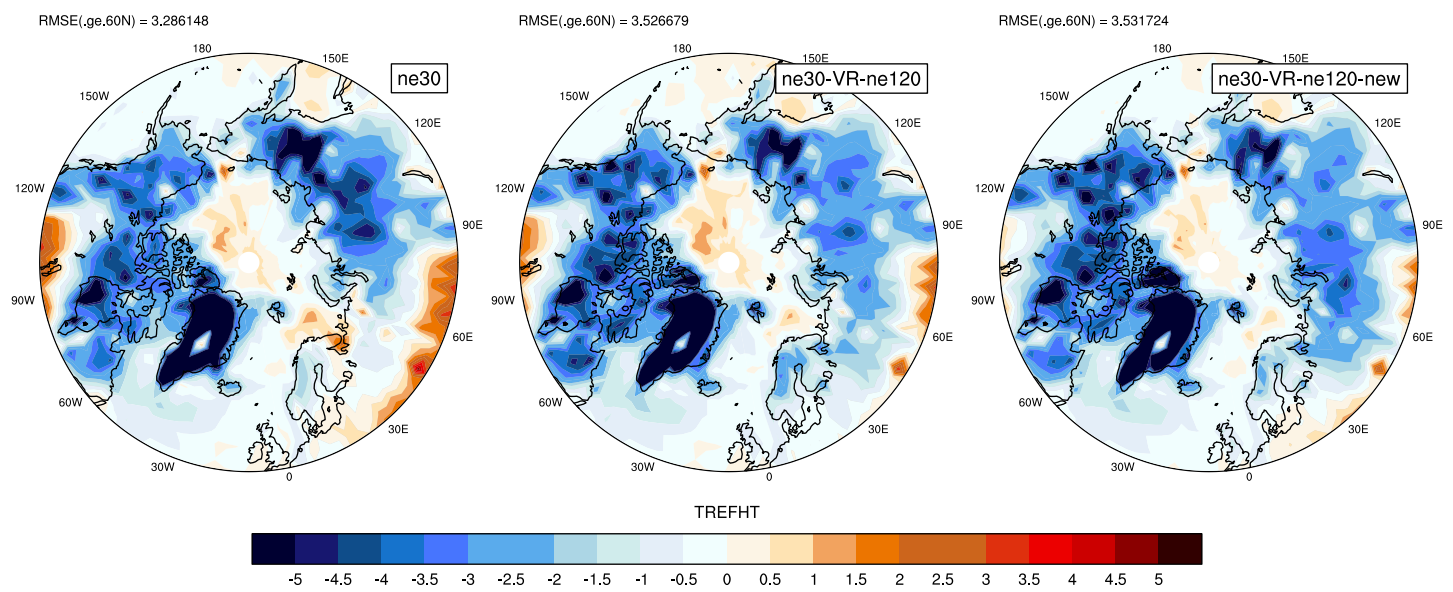 RMSE(.ge.60N) = 3.286148
180
150E
ne30
150W
120E
120W
90E
90W
60E
60W
30E
30W
0
RMSE(.ge.60N) = 3.526679
180
150E
ne30-VR-ne120
150W
120E
120W
90E
90W
60E
60W
30E
30W
0
RMSE(.ge.60N) = 3.531724
180
150E
ne30-VR-ne120-new
150W
120E
120W
90E
90W
60E
60W
30E
30W
0
TREFHT
-5 -4.5 -4 -3.5 -3 -2.5 -2 -1.5 -1 -0.5 0 0.5 1 1.5 2 2.5 3 3.5 4 4.5 5